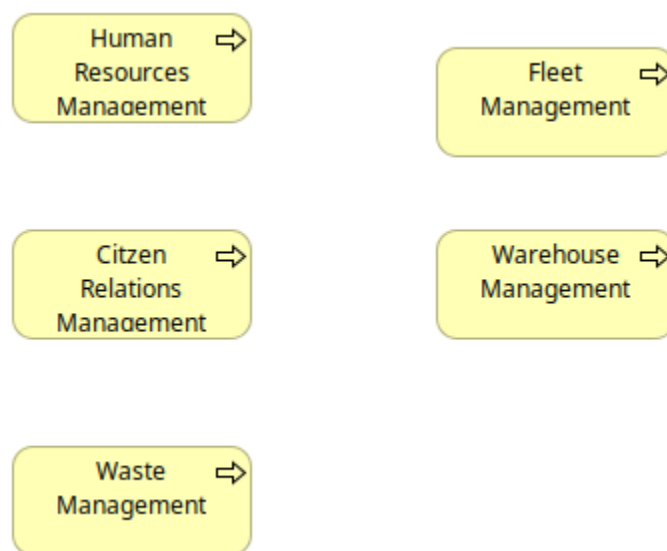 Human
Resources
Management
Fleet
Management
Citzen
Relations
Management
Warehouse
Management
Waste
Management